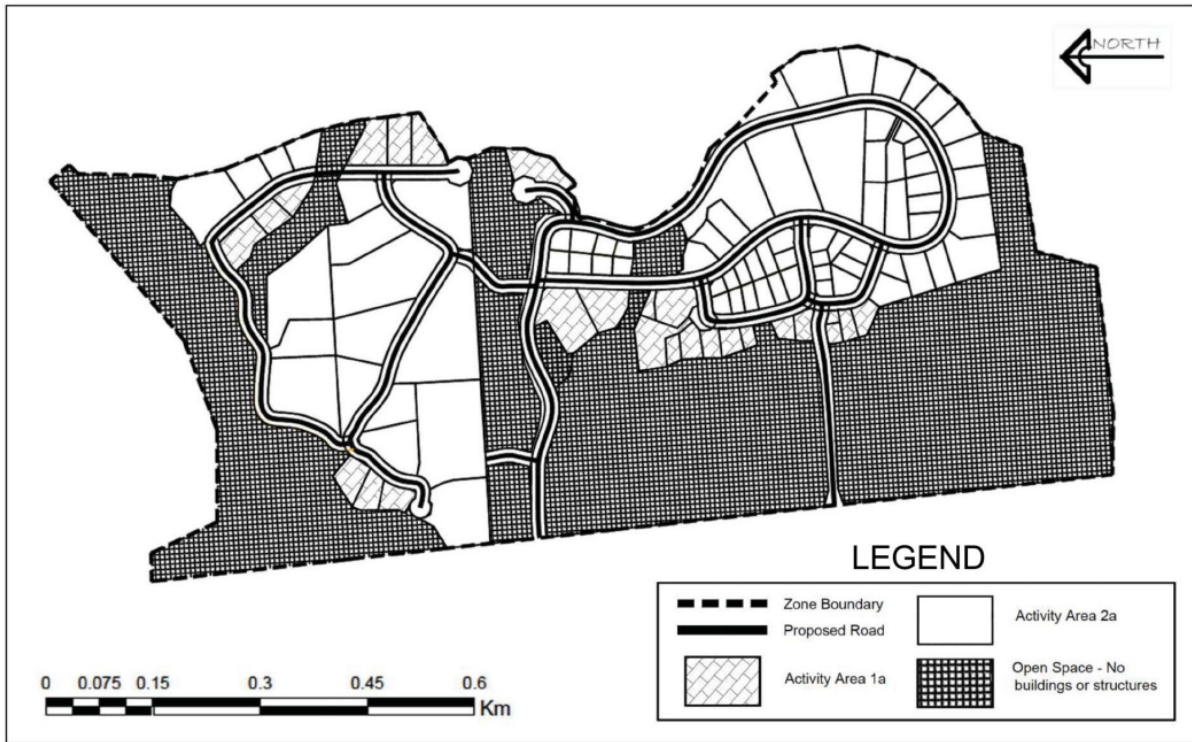 NORTH
LEGEND
Zone Boundary
Proposed Road
Activity Area 1a
Activity Area 2a
Open Space - No
buildings or structures
0 0.075 0.15 0.3 0.45 0.6
Km